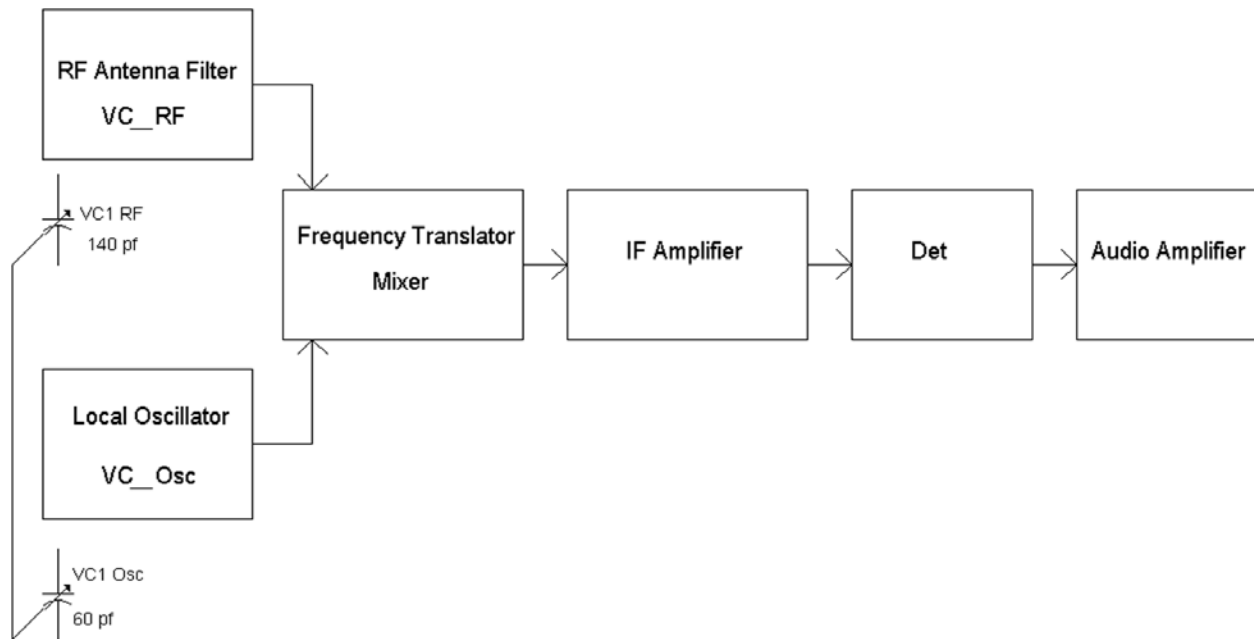 RF Antenna Filter
VC__RF
VC1 RF
140 pf
Frequency Translator
Mixer
IF Amplifier
Det
Audio Amplifier
Local Oscillator
VC__Osc
VC1 Osc
60 pf